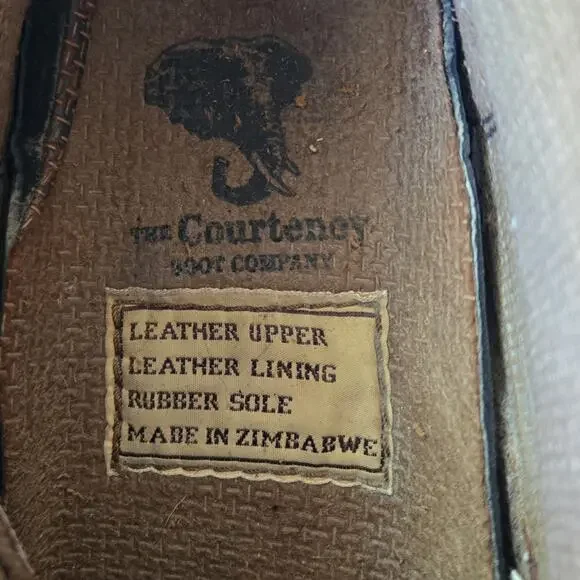 THE Courteney
BOOT COMPANY
LEATHER UPPER
LEATHER LINING
RUBBER SOLE
MADE IN ZIMBABWE